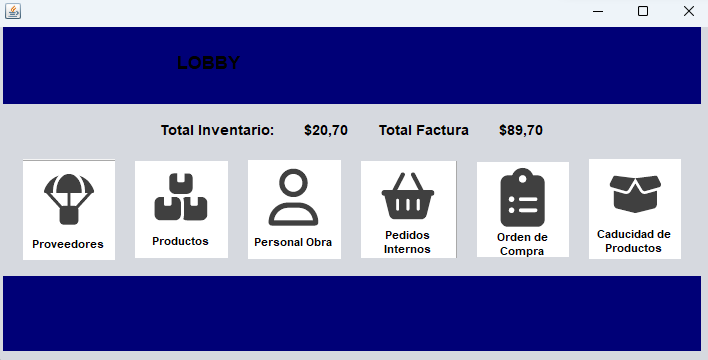 LOBBY
Total Inventario: $20,70 Total Factura $89,70
Proveedores
Productos
Personal Obra
Pedidos
Internos
Orden de
Compra
Caducidad de
Productos